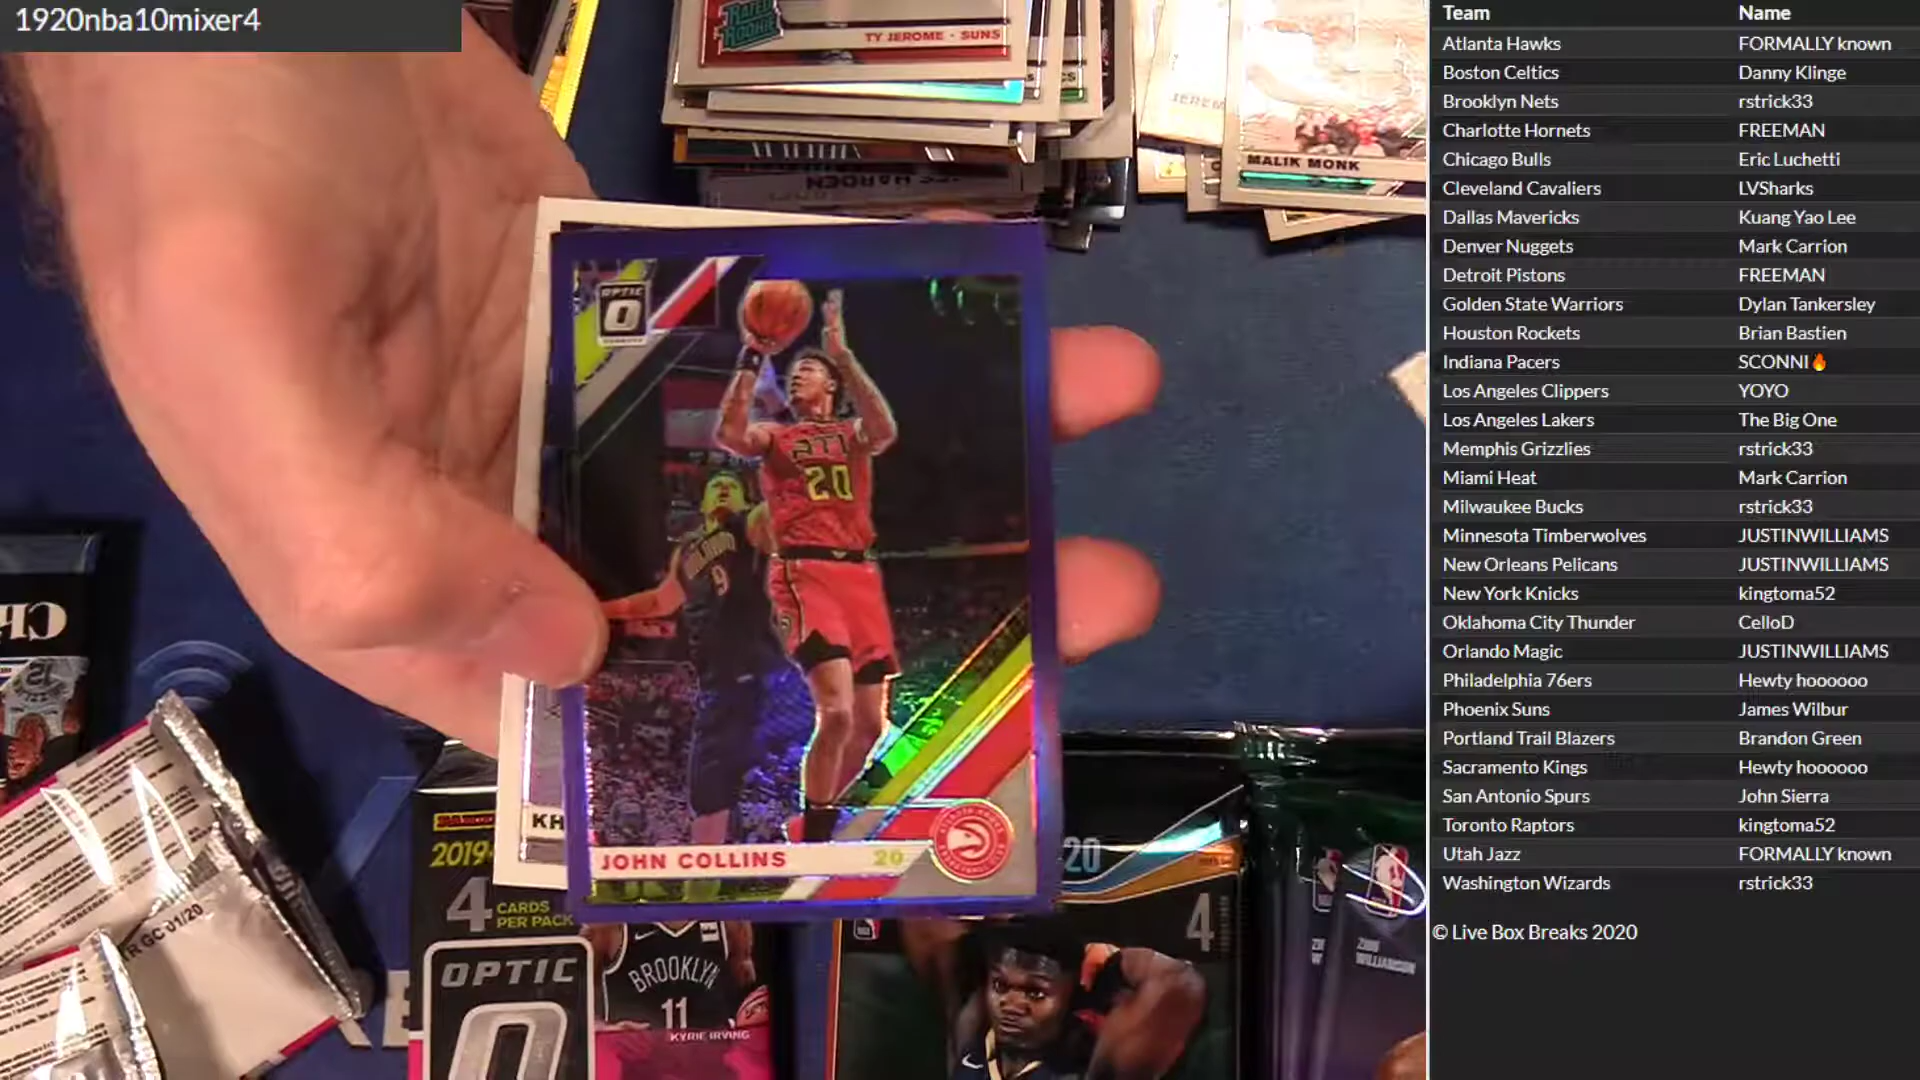 1920nba10mixer4
RATED
ROOKIE
TY JEROME - SUNS
MALIK MONK
OPTIC
ATL
20
9
JOHN COLLINS 20
KH
2019-
4 CARDS
PER PACK
OPTIC
BROOKLYN
11
KYRIE IRVING
20
4
WILLIAMSON
R GC 01/20
Team Name
Atlanta Hawks FORMALLY known
Boston Celtics Danny Klinge
Brooklyn Nets rstrick33
Charlotte Hornets FREEMAN
Chicago Bulls Eric Luchetti
Cleveland Cavaliers LVSharks
Dallas Mavericks Kuang Yao Lee
Denver Nuggets Mark Carrion
Detroit Pistons FREEMAN
Golden State Warriors Dylan Tankersley
Houston Rockets Brian Bastien
Indiana Pacers SCONNI🔥
Los Angeles Clippers YOYO
Los Angeles Lakers The Big One
Memphis Grizzlies rstrick33
Miami Heat Mark Carrion
Milwaukee Bucks rstrick33
Minnesota Timberwolves JUSTINWILLIAMS
New Orleans Pelicans JUSTINWILLIAMS
New York Knicks kingtoma52
Oklahoma City Thunder CelloD
Orlando Magic JUSTINWILLIAMS
Philadelphia 76ers Hewty hoooooo
Phoenix Suns James Wilbur
Portland Trail Blazers Brandon Green
Sacramento Kings Hewty hoooooo
San Antonio Spurs John Sierra
Toronto Raptors kingtoma52
Utah Jazz FORMALLY known
Washington Wizards rstrick33
© Live Box Breaks 2020